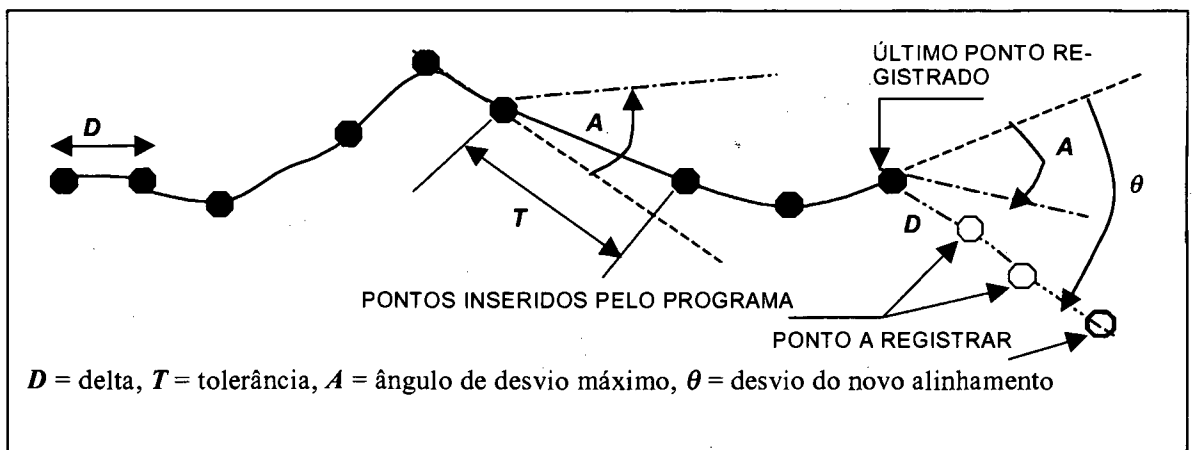 ÚLTIMO PONTO RE-
GISTRADO
D
A
A
θ
T
D
PONTOS INSERIDOS PELO PROGRAMA
PONTO A REGISTRAR
D = delta, T = tolerância, A = ângulo de desvio máximo, θ = desvio do novo alinhamento